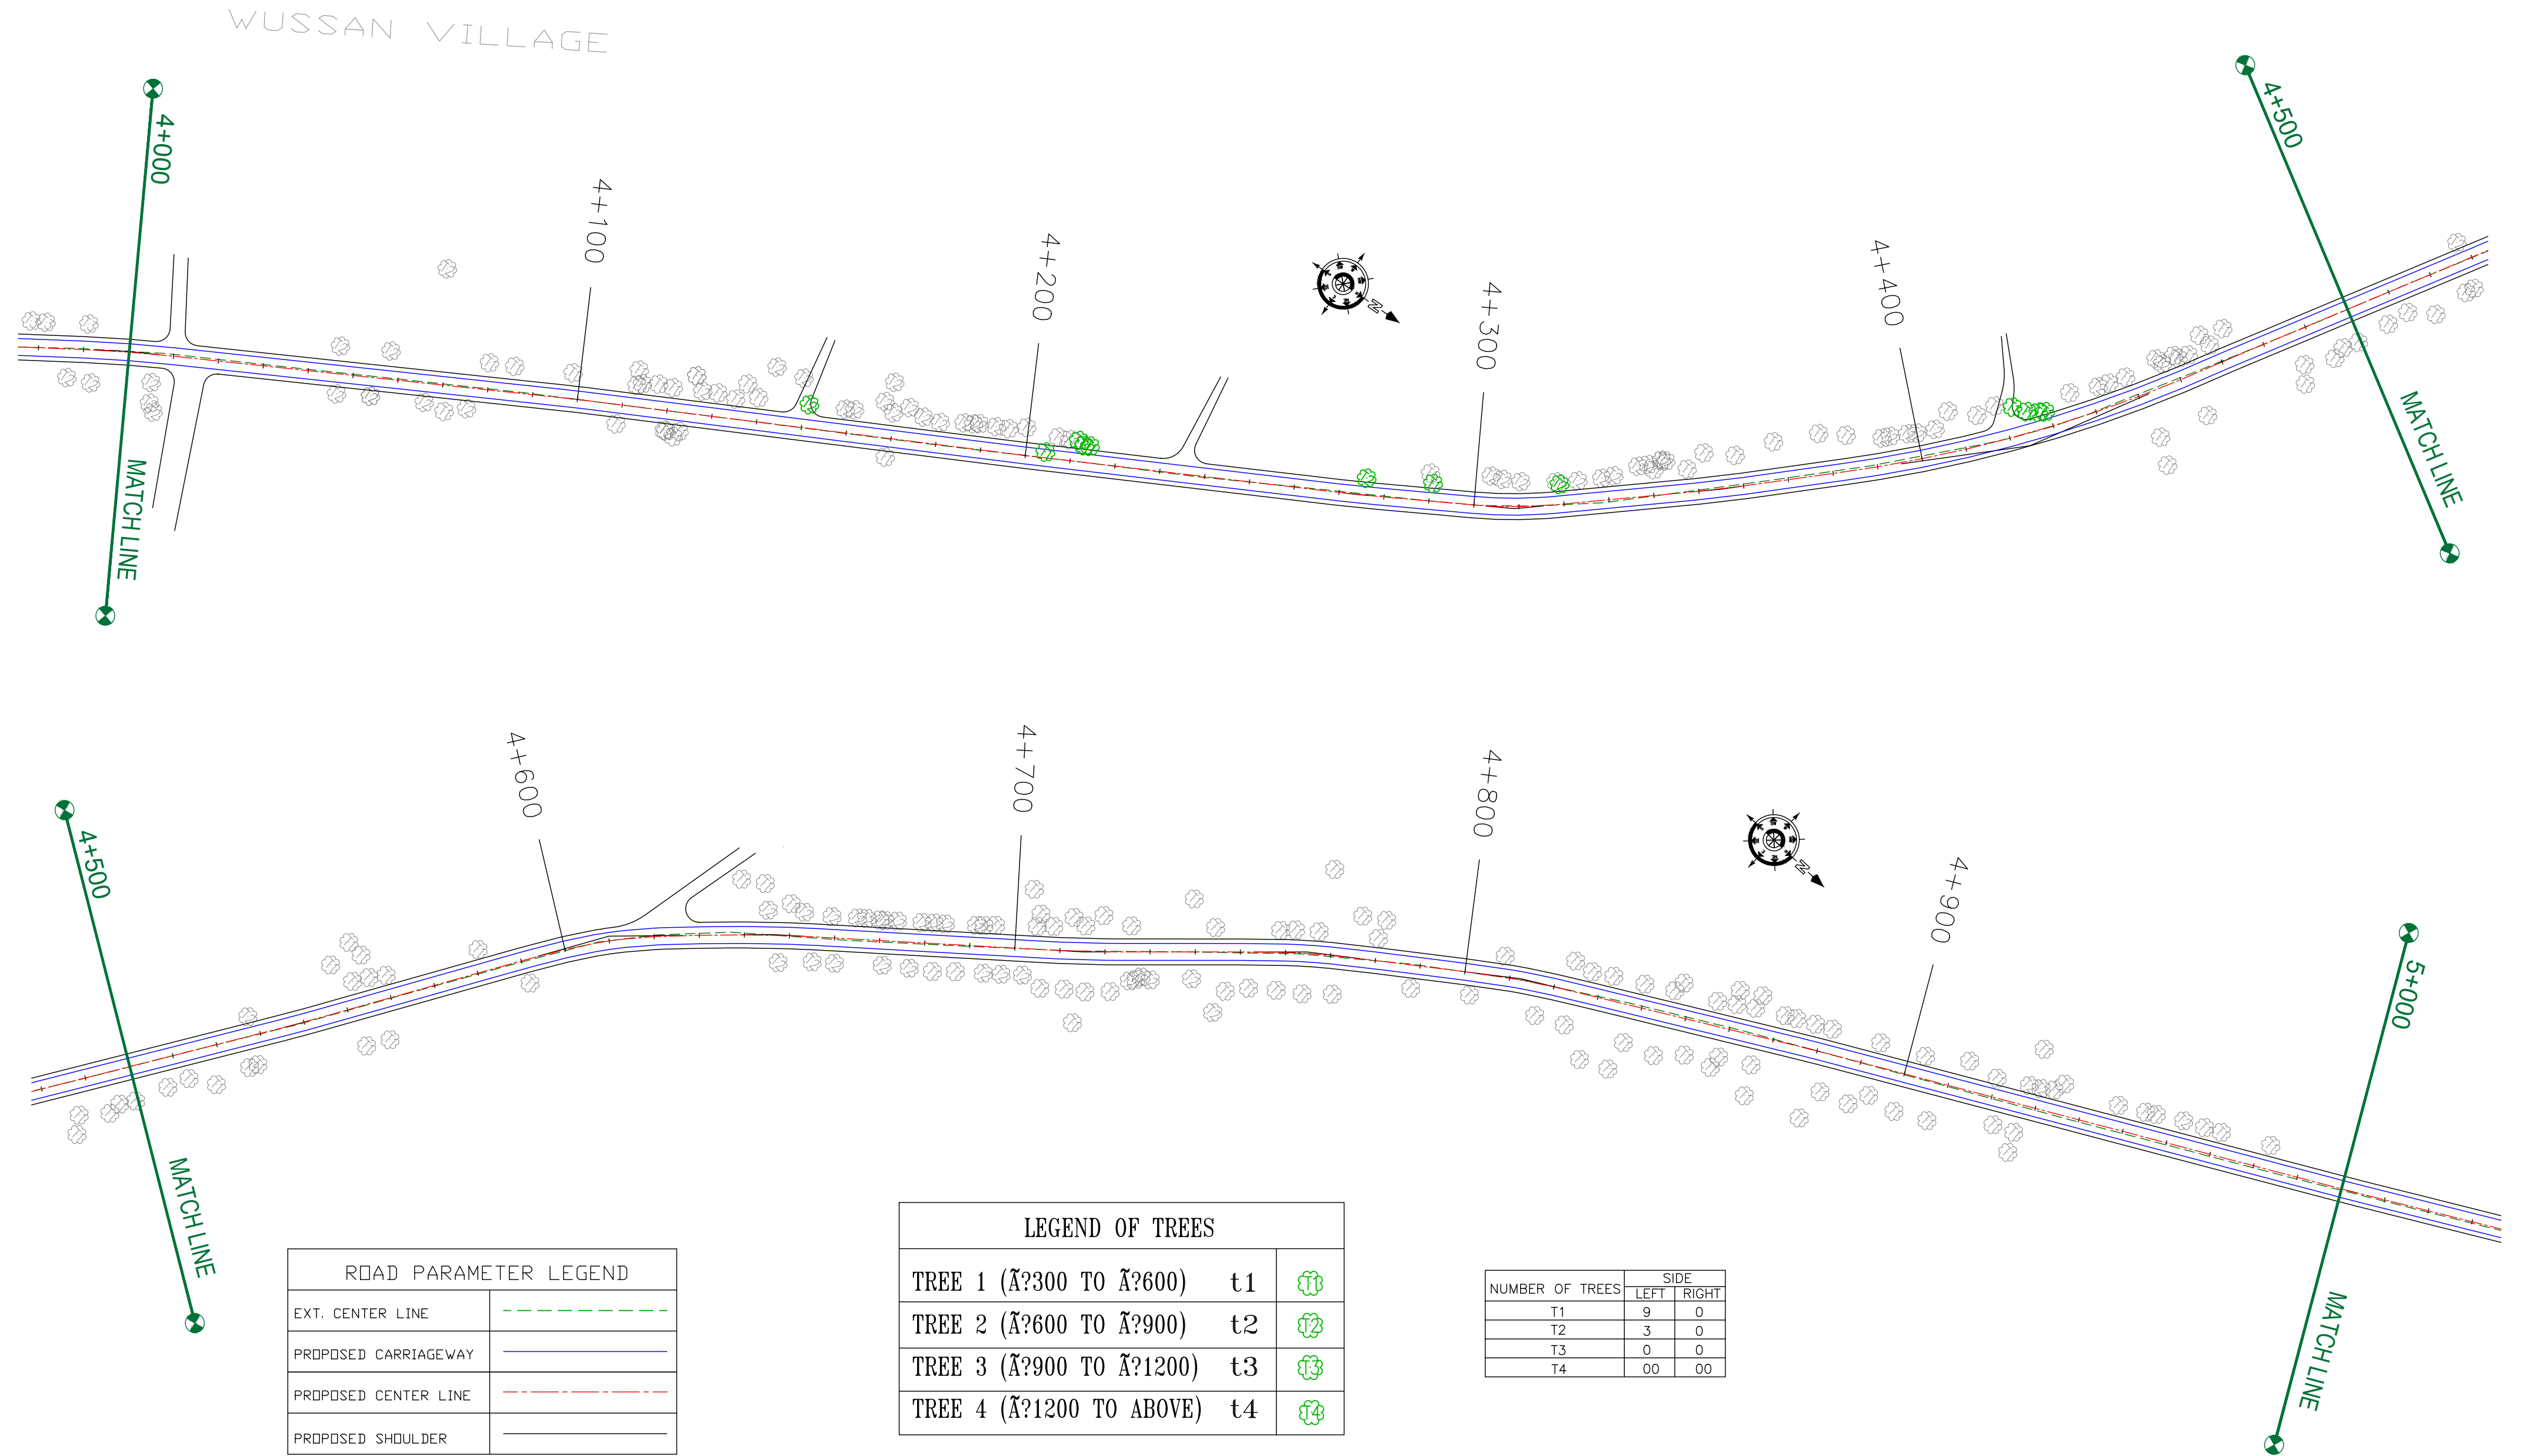 WUSSAN VILLAGE
4+000
MATCH LINE
4+100
4+200
N
4+300
4+400
4+500
MATCH LINE
4+500
MATCH LINE
4+600
4+700
4+800
N
4+900
5+000
MATCH LINE
ROAD PARAMETER LEGEND
EXT. CENTER LINE
PROPOSED CARRIAGEWAY
PROPOSED CENTER LINE
PROPOSED SHOULDER
LEGEND OF TREES
TREE 1 (Ã?300 TO Ã?600) t1 T1
TREE 2 (Ã?600 TO Ã?900) t2 T2
TREE 3 (Ã?900 TO Ã?1200) t3 T3
TREE 4 (Ã?1200 TO ABOVE) t4 T4
NUMBER OF TREES SIDE
LEFT RIGHT
T1 9 0
T2 3 0
T3 0 0
T4 00 00